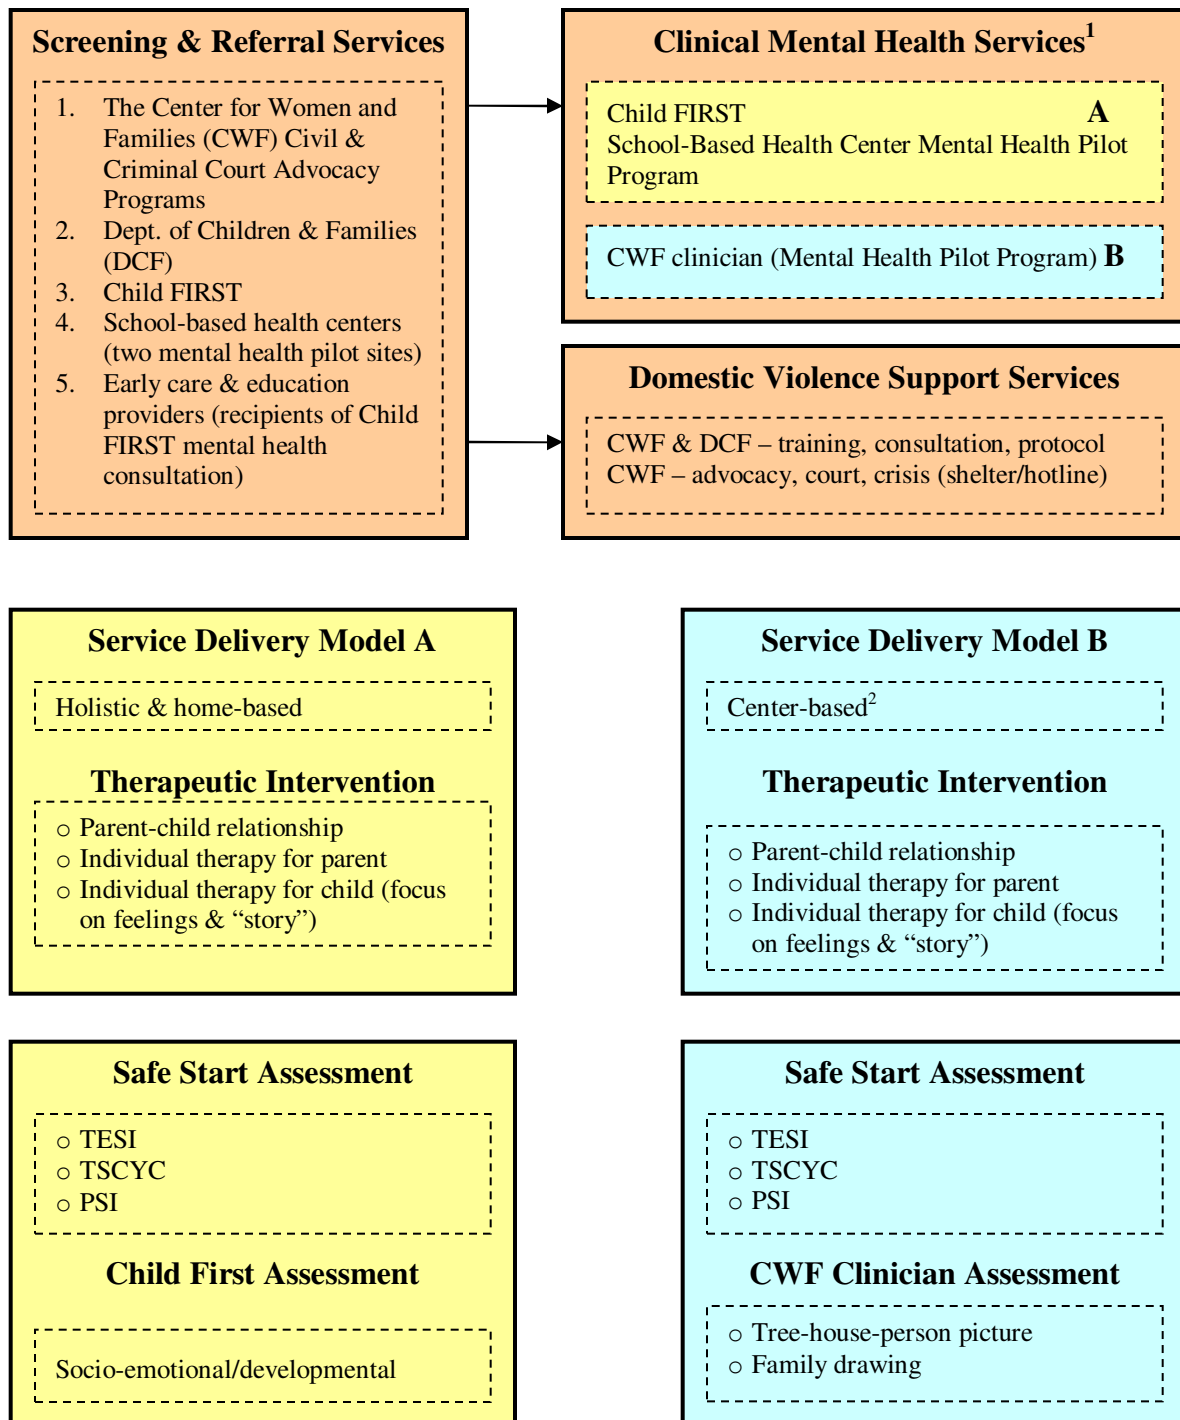 Screening & Referral Services
1. The Center for Women and
Families (CWF) Civil &
Criminal Court Advocacy
Programs
2. Dept. of Children & Families
(DCF)
3. Child FIRST
4. School-based health centers
(two mental health pilot sites)
5. Early care & education
providers (recipients of Child
FIRST mental health
consultation)
Clinical Mental Health Services1
Child FIRST A
School-Based Health Center Mental Health Pilot
Program
CWF clinician (Mental Health Pilot Program) B
Domestic Violence Support Services
CWF & DCF – training, consultation, protocol
CWF – advocacy, court, crisis (shelter/hotline)
Service Delivery Model A
Holistic & home-based
Therapeutic Intervention
o Parent-child relationship
o Individual therapy for parent
o Individual therapy for child (focus
on feelings & “story”)
Service Delivery Model B
Center-based2
Therapeutic Intervention
o Parent-child relationship
o Individual therapy for parent
o Individual therapy for child (focus
on feelings & “story”)
Safe Start Assessment
o TESI
o TSCYC
o PSI
Child First Assessment
Socio-emotional/developmental
Safe Start Assessment
o TESI
o TSCYC
o PSI
CWF Clinician Assessment
o Tree-house-person picture
o Family drawing